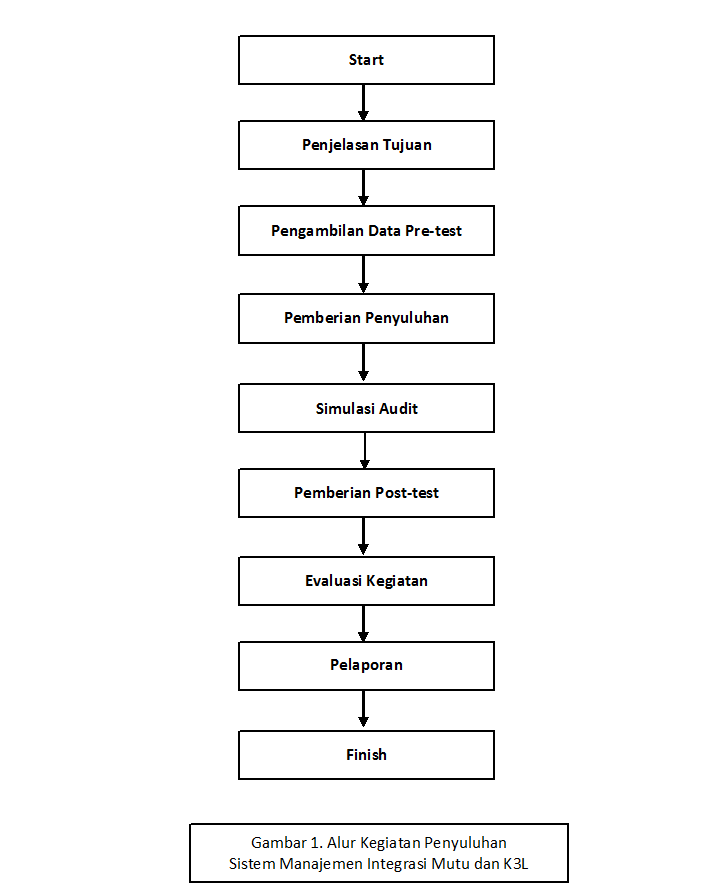 Start
Penjelasan Tujuan
Pengambilan Data Pre-test
Pemberian Penyuluhan
Simulasi Audit
Pemberian Post-test
Evaluasi Kegiatan
Pelaporan
Finish
Gambar 1. Alur Kegiatan Penyuluhan
Sistem Manajemen Integrasi Mutu dan K3L